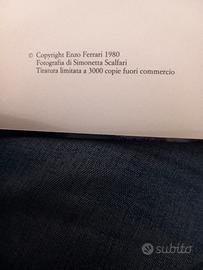 © Copyright Enzo Ferrari 1980
Fotografia di Simonetta Scalfari
Tiratura limitata a 3000 copie fuori commercio
subito